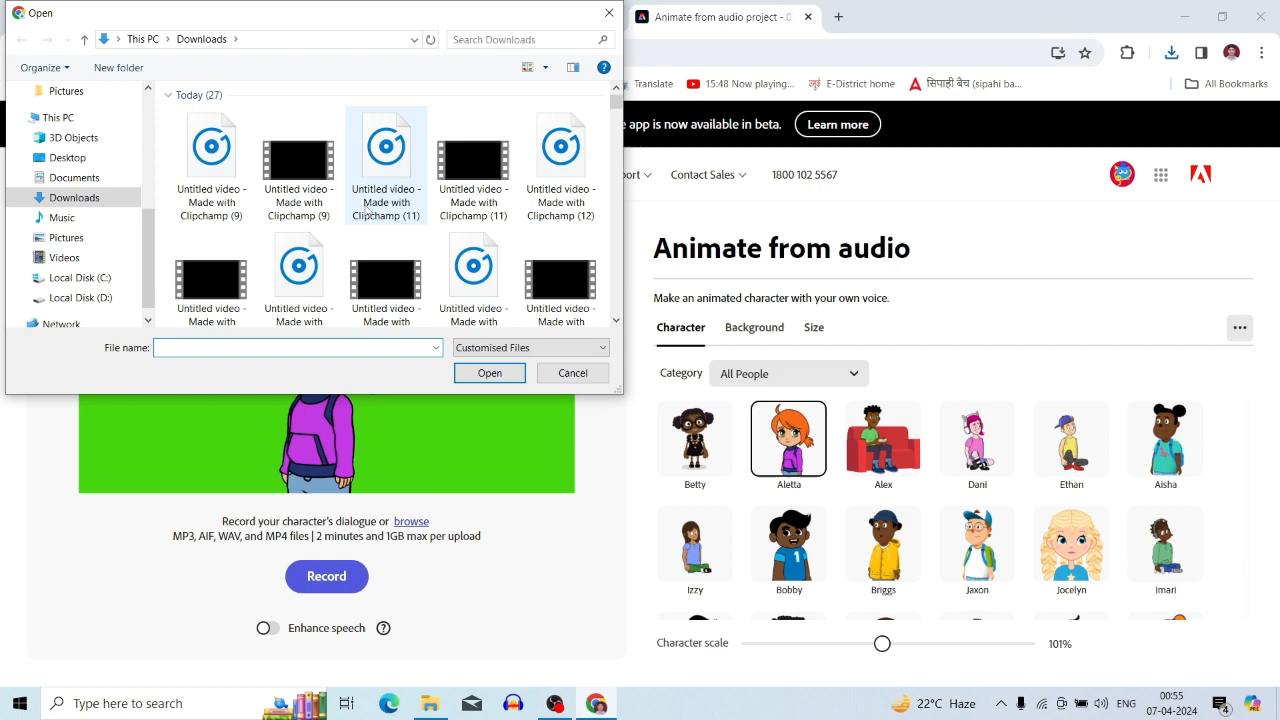 Open
This PC
Downloads
Search Downloads
Organize
New folder
Pictures
This PC
3D Objects
Desktop
Documents
Downloads
Music
Pictures
Videos
Local Disk (C:)
Local Disk (D:)
Network
Today (27)
Untitled video - Made with Clipchamp (9)
Untitled video - Made with Clipchamp (9)
Untitled video - Made with Clipchamp (11)
Untitled video - Made with Clipchamp (11)
Untitled video - Made with Clipchamp (12)
Untitled video - Made with
Untitled video - Made with
Untitled video - Made with
Untitled video - Made with
Untitled video - Made with
File name:
Customised Files
Open
Cancel
Animate from audio project -
Translate
15:48 Now playing...
E-District home
सिपाही बैच (sipahi ba...
All Bookmarks
e app is now available in beta.
Learn more
Contact Sales
1800 102 5567
Animate from audio
Make an animated character with your own voice.
Character
Background
Size
Category
All People
Betty
Aletta
Alex
Dani
Ethan
Aisha
Izzy
Bobby
Briggs
Jaxon
Jocelyn
Imari
Character scale
101%
Record your character's dialogue or browse
MP3, AIF, WAV, and MP4 files | 2 minutes and 1GB max per upload
Record
Enhance speech
Type here to search
22°C Haze
ENG
00:55
07-04-2024
4